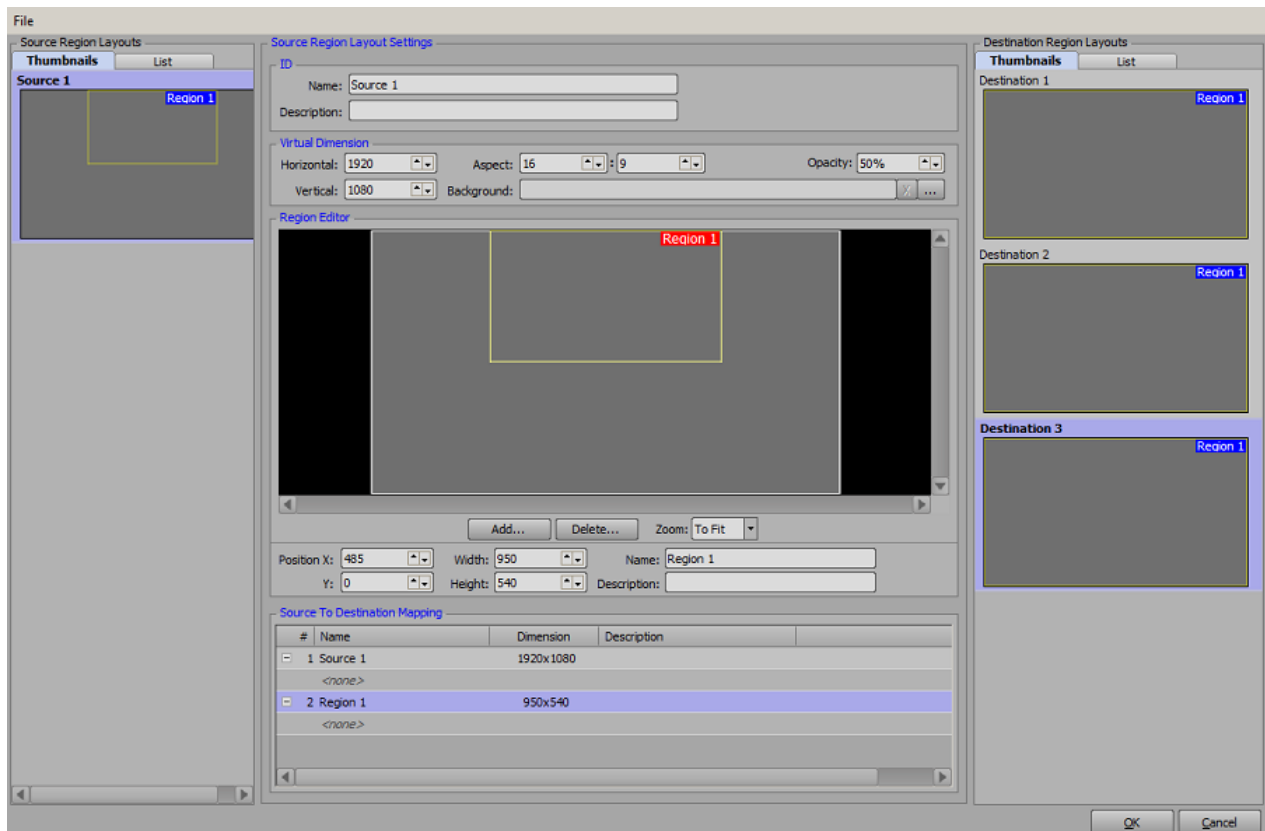 File
Source Region Layouts
Thumbnails List
Source 1
Region 1
Source Region Layout Settings
ID
Name: Source 1
Description:
Virtual Dimension
Horizontal: 1920 Aspect: 16 : 9 Opacity: 50%
Vertical: 1080 Background: X ...
Region Editor
Region 1
Add... Delete... Zoom: To Fit
Position X: 485 Width: 950 Name: Region 1
Y: 0 Height: 540 Description:
Source To Destination Mapping
# Name Dimension Description
1 Source 1 1920x1080
<none>
2 Region 1 950x540
<none>
Destination Region Layouts
Thumbnails List
Destination 1
Region 1
Destination 2
Region 1
Destination 3
Region 1
OK Cancel